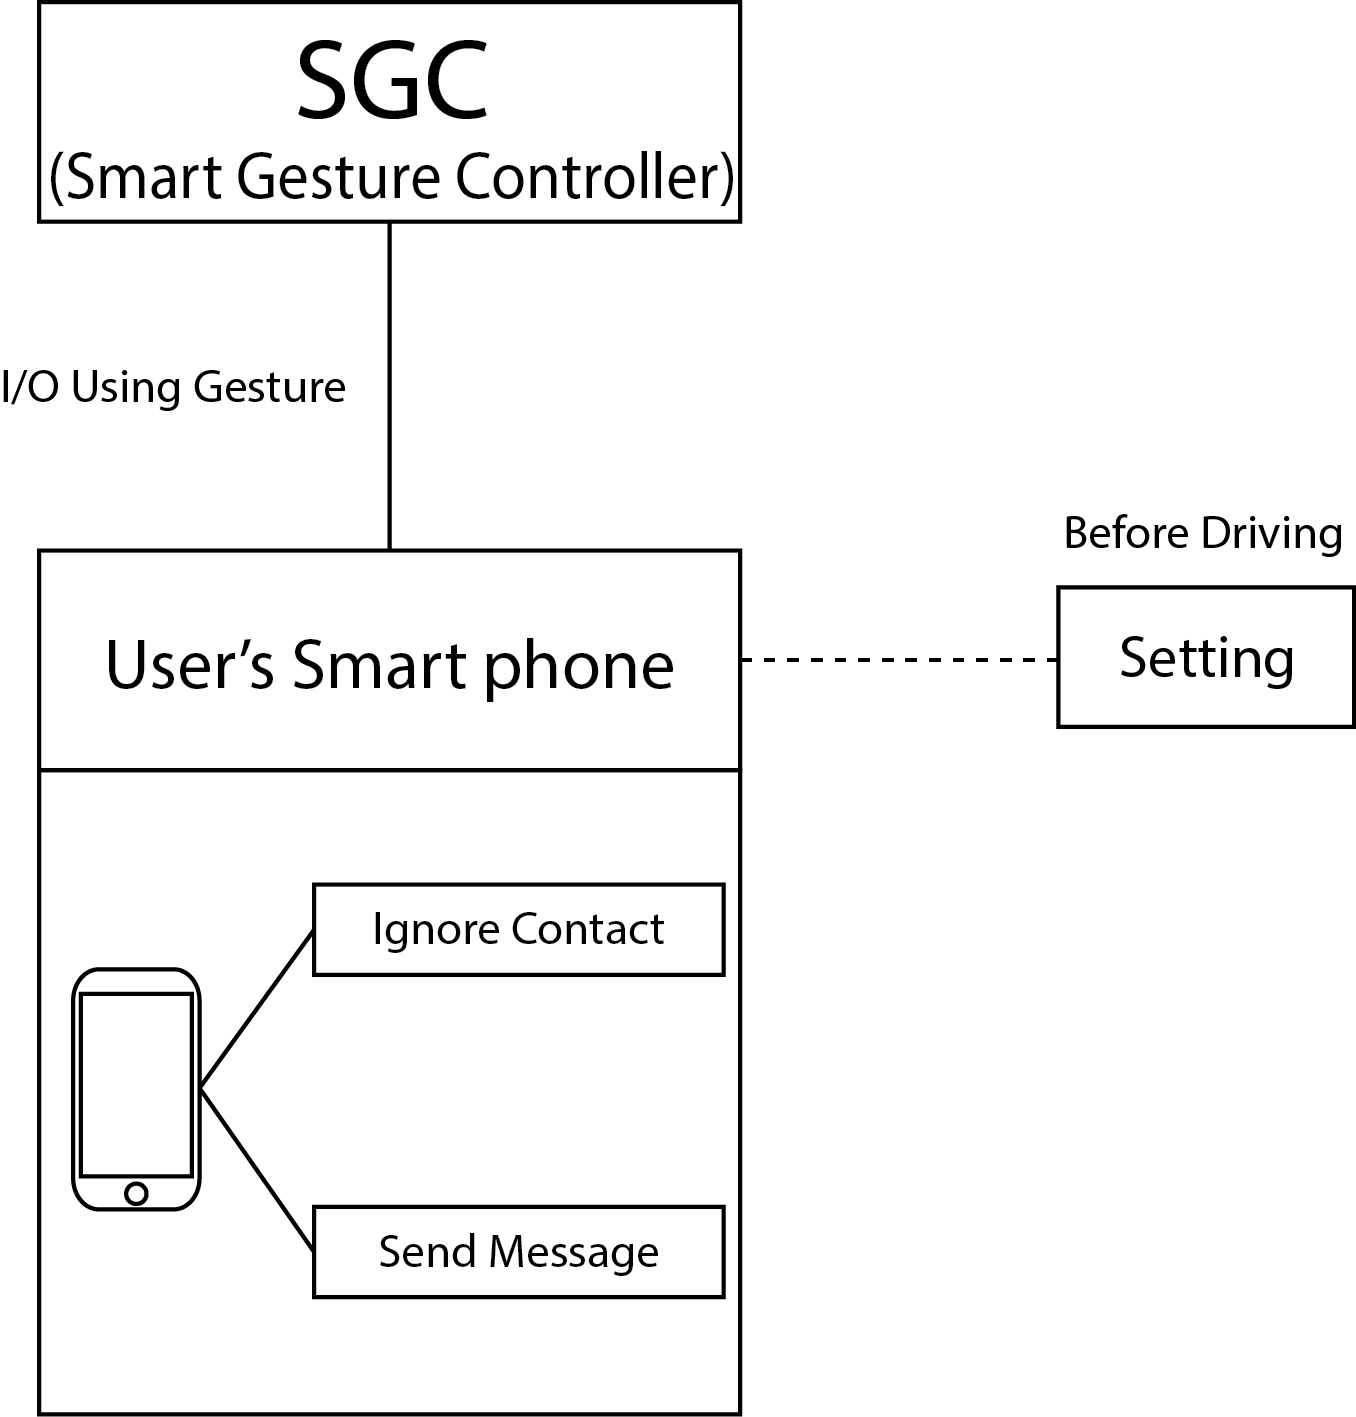 SGC
(Smart Gesture Controller)
I/O Using Gesture
Before Driving
User’s Smart phone
Setting
Ignore Contact
Send Message